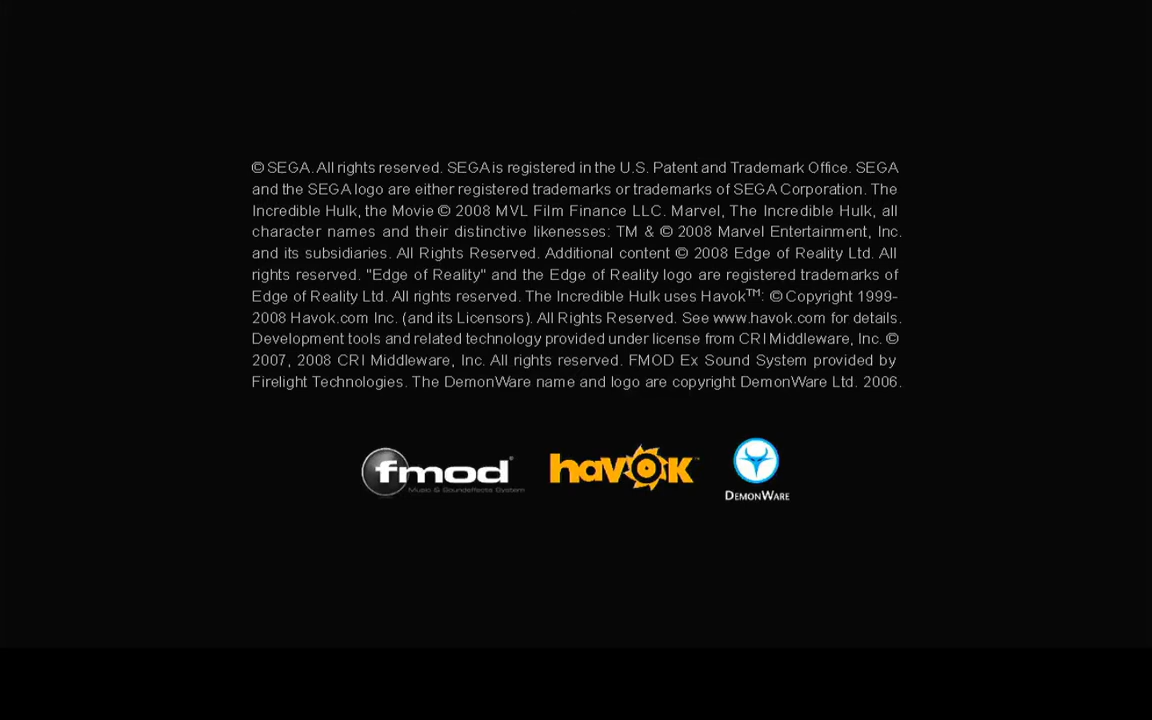 © SEGA. All rights reserved. SEGA is registered in the U.S. Patent and Trademark Office. SEGA
and the SEGA logo are either registered trademarks or trademarks of SEGA Corporation. The
Incredible Hulk, the Movie © 2008 MVL Film Finance LLC. Marvel, The Incredible Hulk, all
character names and their distinctive likenesses: TM & © 2008 Marvel Entertainment, Inc.
and its subsidiaries. All Rights Reserved. Additional content © 2008 Edge of Reality Ltd. All
rights reserved. "Edge of Reality" and the Edge of Reality logo are registered trademarks of
Edge of Reality Ltd. All rights reserved. The Incredible Hulk uses Havok™: © Copyright 1999-
2008 Havok.com Inc. (and its Licensors). All Rights Reserved. See www.havok.com for details.
Development tools and related technology provided under license from CRI Middleware, Inc. ©
2007, 2008 CRI Middleware, Inc. All rights reserved. FMOD Ex Sound System provided by
Firelight Technologies. The DemonWare name and logo are copyright DemonWare Ltd. 2006.
fmod®
Music & Soundeffects System
havok™
DEMONWARE